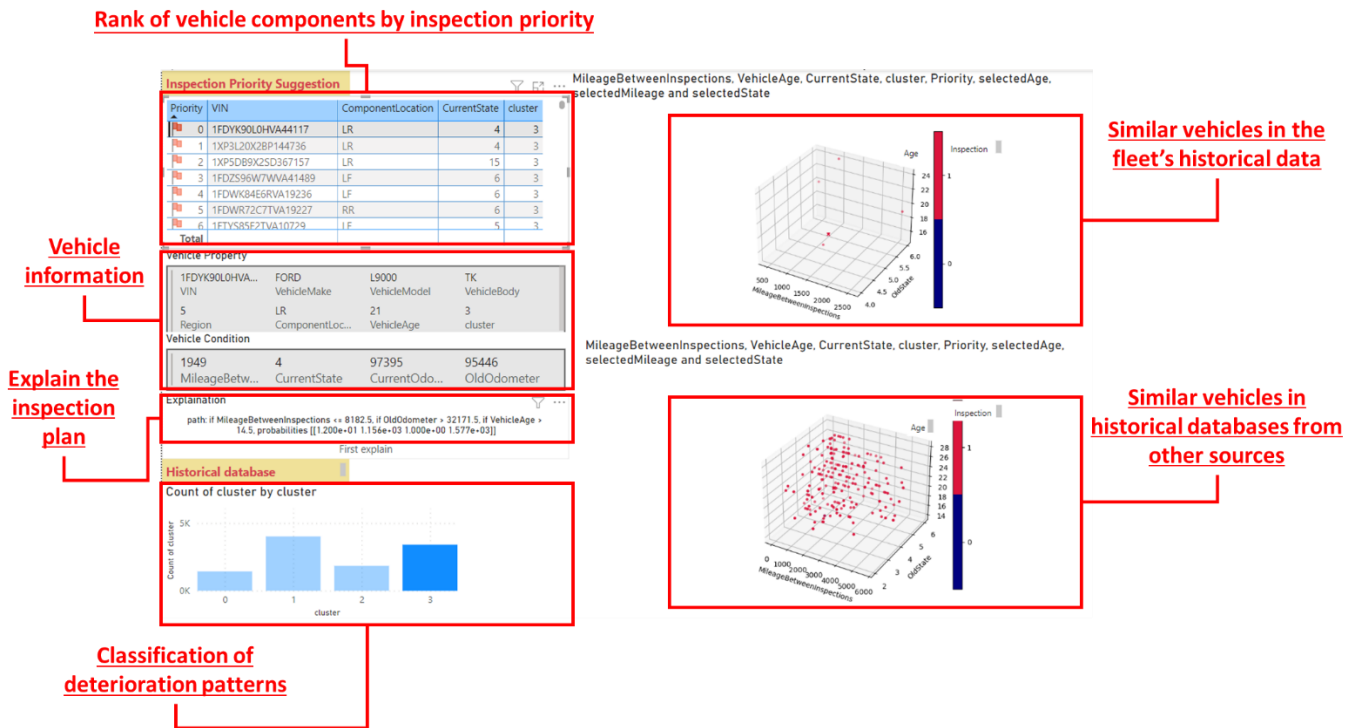 Rank of vehicle components by inspection priority
Inspection Priority Suggestion
Priority VIN ComponentLocation CurrentState cluster
0 1FDYK90L0HVA44117 LR 4 3
1 1XP3L20X2BP144736 LR 4 3
2 1XP5DB9X2SD367157 LR 15 3
3 1FDZS96W7WVA41489 LF 6 3
4 1FDWK84E6RVA19236 LF 6 3
5 1FDWR72C7TVA19227 RR 6 3
6 1FTYS85F2TVA10729 LF 5 3
Total
Vehicle information
Vehicle Property
1FDYK90L0HVA... FORD L9000 TK
VIN VehicleMake VehicleModel VehicleBody
5 LR 21 3
Region ComponentLoc... VehicleAge cluster
Vehicle Condition
1949 4 97395 95446
MileageBetw... CurrentState CurrentOdo... OldOdometer
Explain the
inspection
plan
Explaination
path: if MileageBetweenInspections <= 8182.5, if OldOdometer > 32171.5, if VehicleAge >
14.5, probabilities [[1.200e+01 1.156e+03 1.000e+00 1.577e+03]]
First explain
Historical database
Count of cluster by cluster
Count of cluster
5K
0K
0 1 2 3
cluster
Classification of
deterioration patterns
MileageBetweenInspections, VehicleAge, CurrentState, cluster, Priority, selectedAge,
selectedMileage and selectedState
Age
Inspection
24
22
20
18
16
1
0
6.0
5.5
5.0
4.5
4.0
OldState
500 1000 1500 2000 2500
MileageBetweenInspections
Similar vehicles in the
fleet's historical data
MileageBetweenInspections, VehicleAge, CurrentState, cluster, Priority, selectedAge,
selectedMileage and selectedState
Age
Inspection
28
26
24
22
20
18
16
14
1
0
6
5
4
3
2
OldState
0 1000 2000 3000 4000 5000 6000
MileageBetweenInspections
Similar vehicles in
historical databases from
other sources